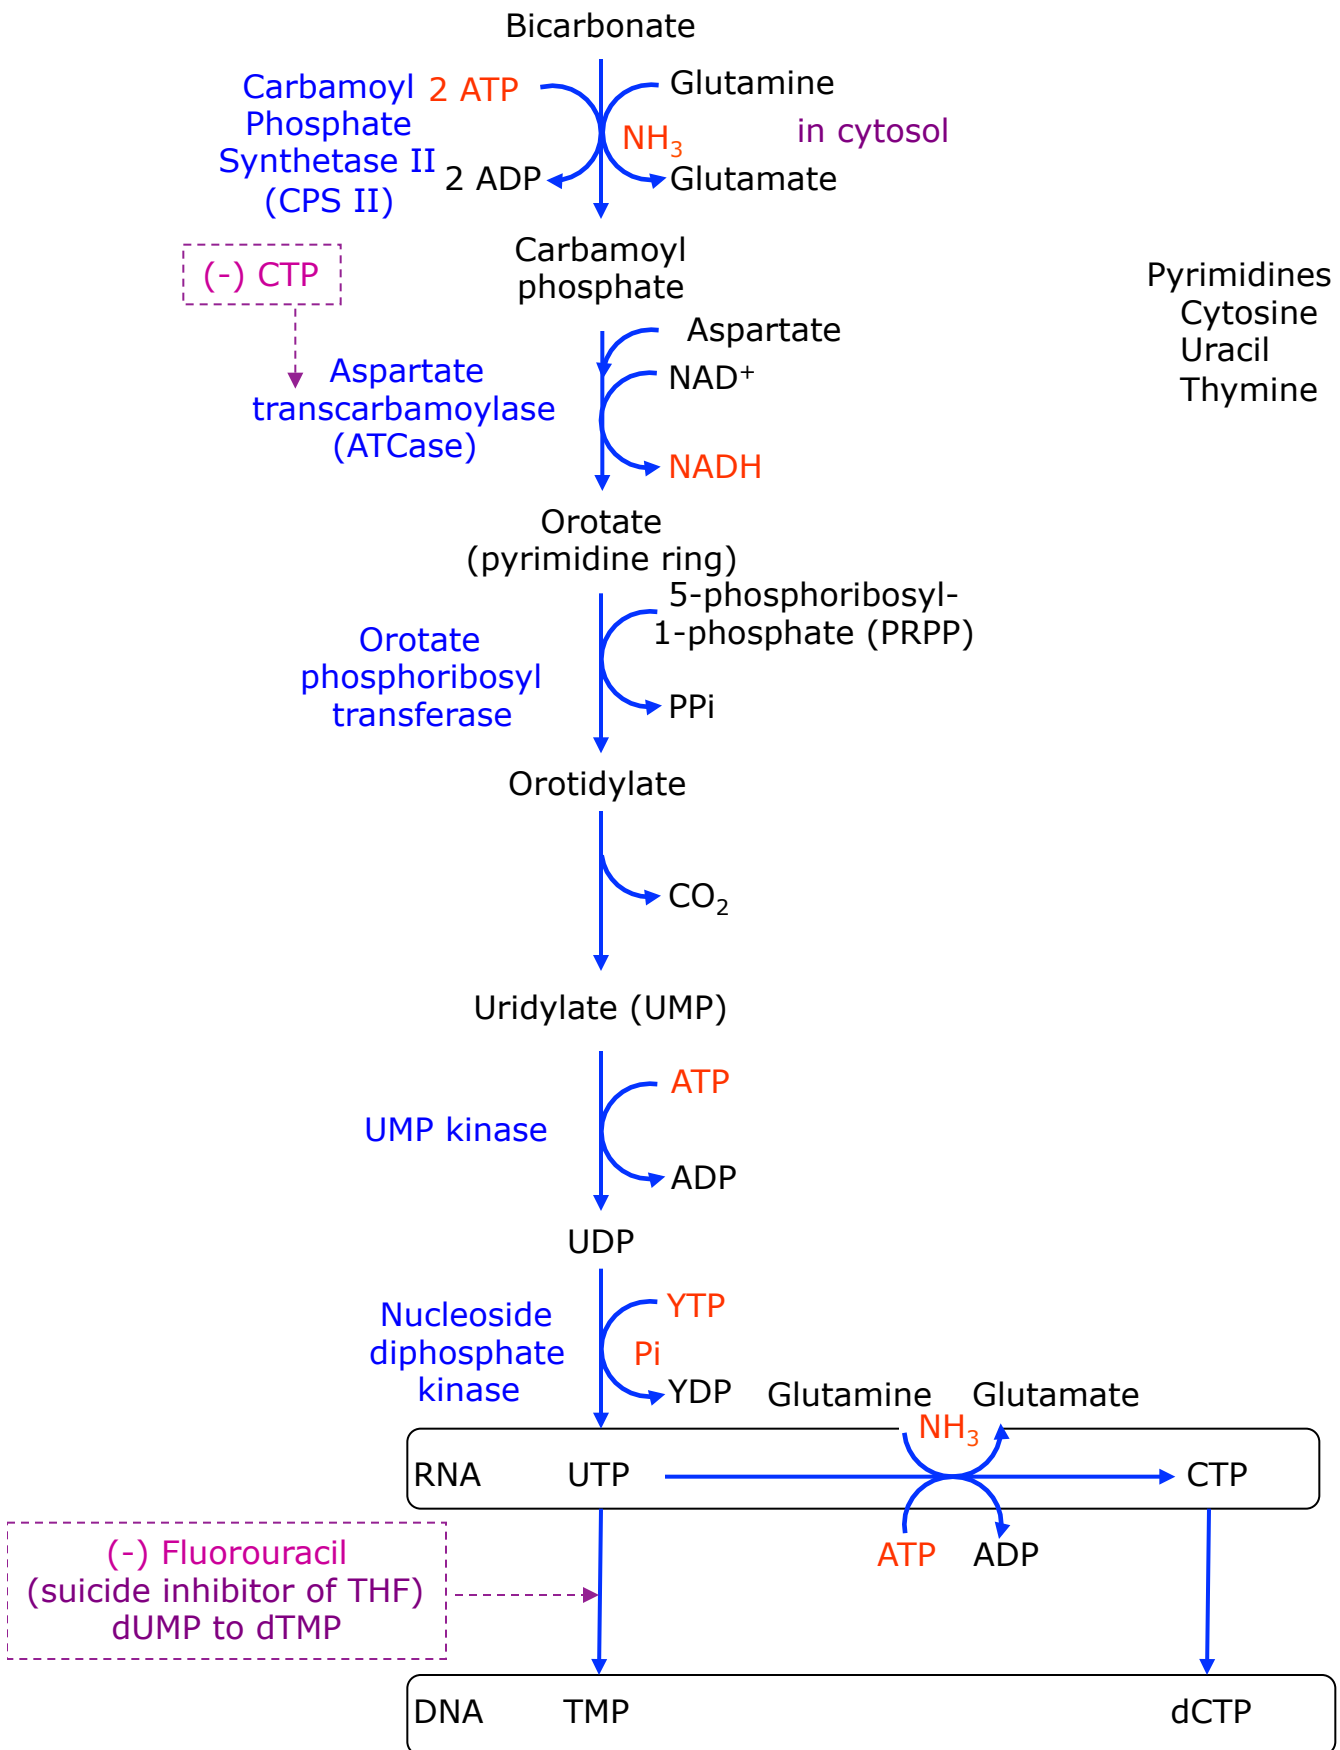 Bicarbonate
Carbamoyl
Phosphate
Synthetase II
(CPS II)
2 ATP
2 ADP
Glutamine
NH3
Glutamate
in cytosol
Carbamoyl
phosphate
(-) CTP
Pyrimidines
Cytosine
Uracil
Thymine
Aspartate
transcarbamoylase
(ATCase)
Aspartate
NAD+
NADH
Orotate
(pyrimidine ring)
Orotate
phosphoribosyl
transferase
5-phosphoribosyl-
1-phosphate (PRPP)
PPi
Orotidylate
CO2
Uridylate (UMP)
UMP kinase
ATP
ADP
UDP
Nucleoside
diphosphate
kinase
YTP
Pi
YDP
Glutamine
Glutamate
NH3
RNA
UTP
CTP
ATP
ADP
(-) Fluorouracil
(suicide inhibitor of THF)
dUMP to dTMP
DNA
TMP
dCTP